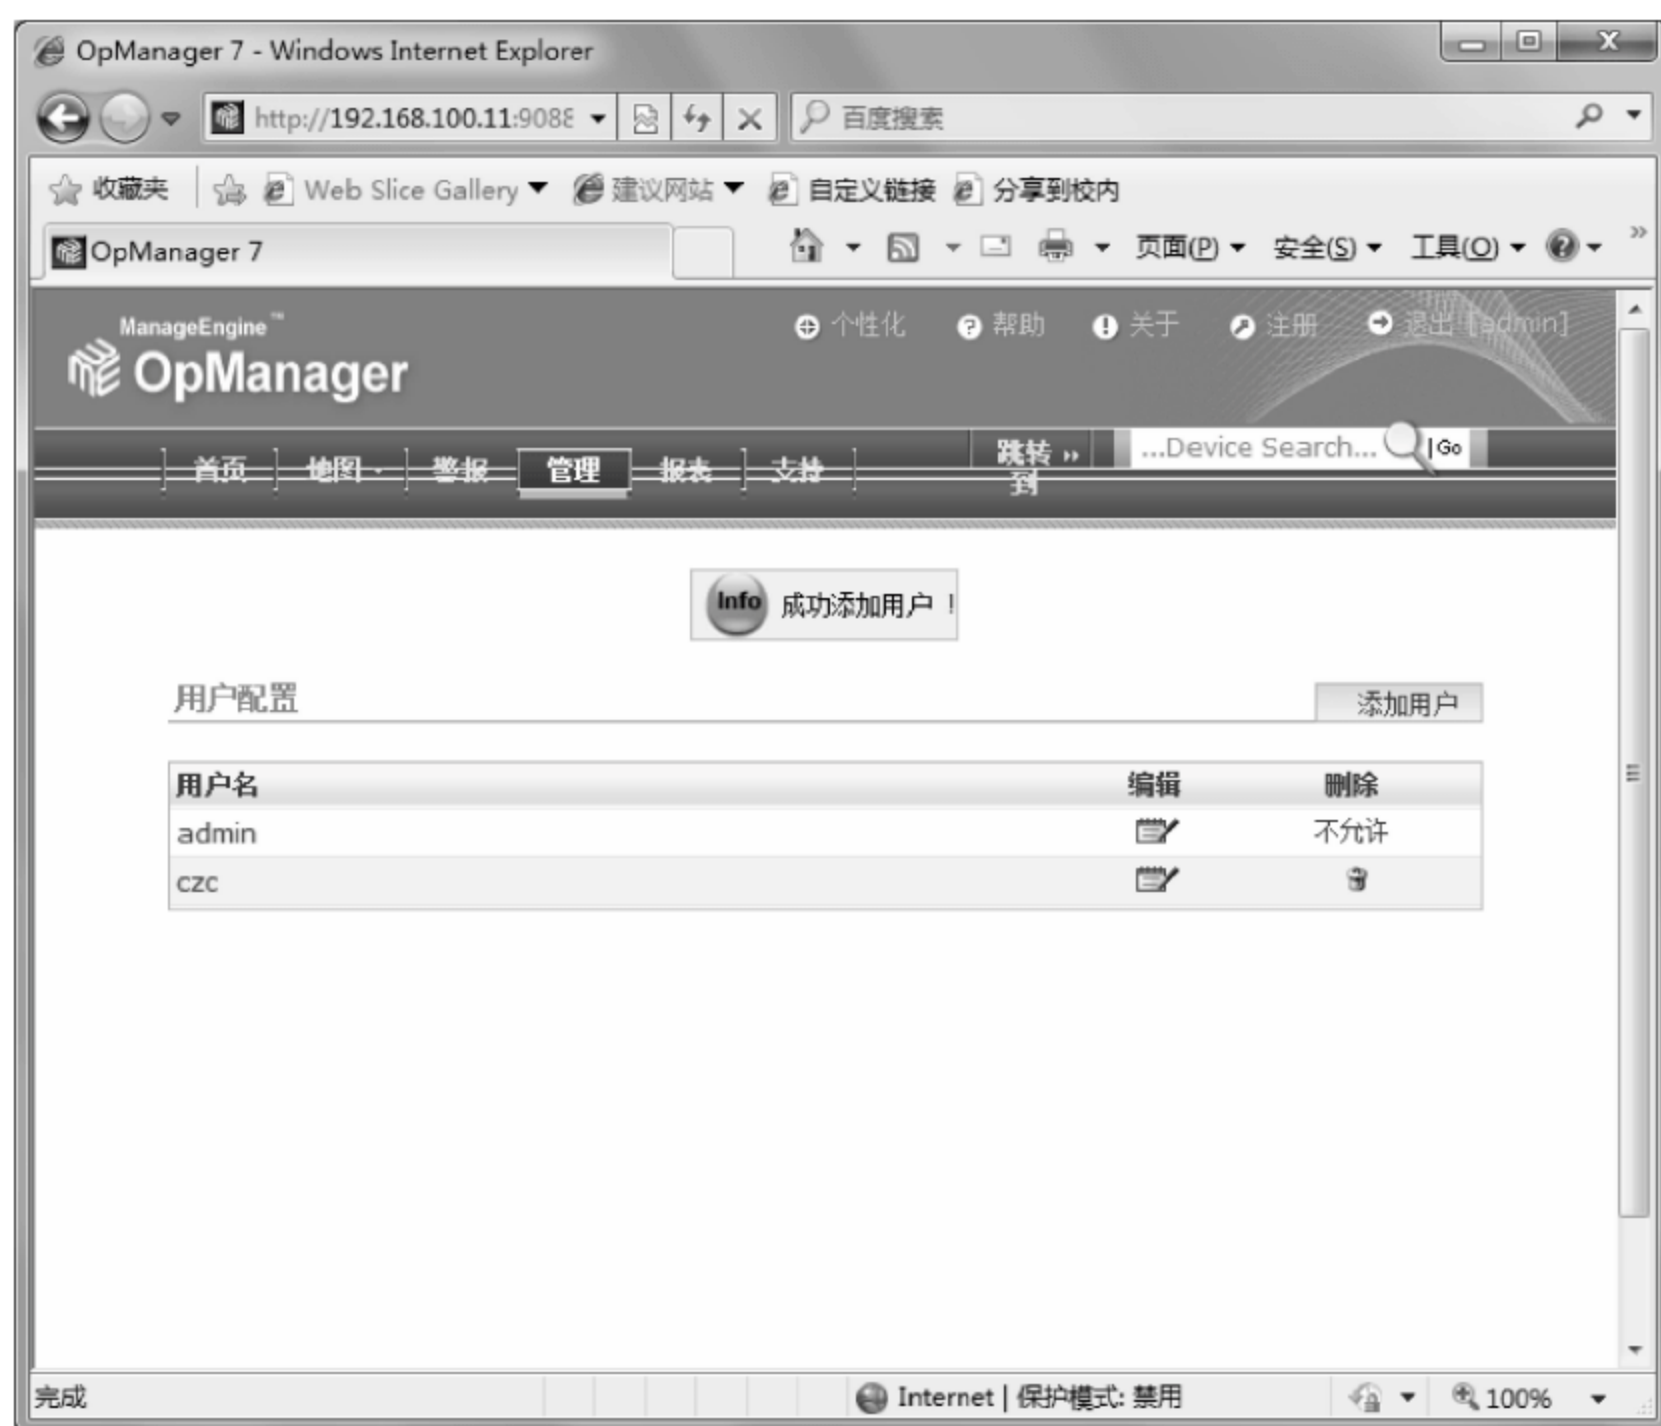 OpManager 7 - Windows Internet Explorer
http://192.168.100.11:9088
百度搜索
收藏夹 Web Slice Gallery 建议网站 自定义链接 分享到校内
OpManager 7 页面(P) 安全(S) 工具(O)
ManageEngine™ 个性化 帮助 关于 注册 退出 [admin]
OpManager
首页 地图 警报 管理 报表 支持 跳转到 ...Device Search... Go
Info 成功添加用户！
用户配置 添加用户
用户名 编辑 删除
admin 不允许
czc
完成 Internet | 保护模式: 禁用 100%